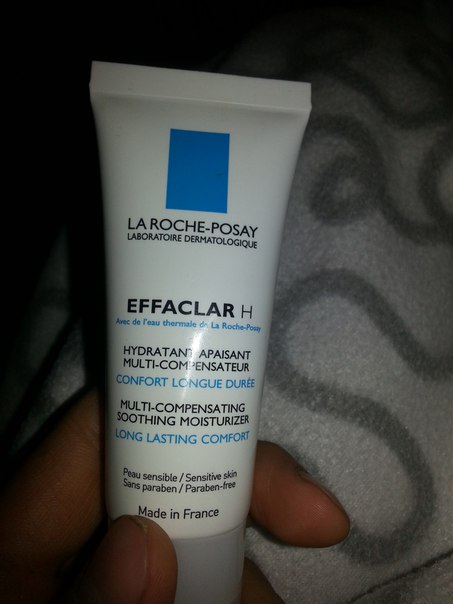 LA ROCHE-POSAY
LABORATOIRE DERMATOLOGIQUE
EFFACLAR H
Avec de l'eau thermale de La Roche-Posay
HYDRATANT APAISANT
MULTI-COMPENSATEUR
CONFORT LONGUE DURÉE
MULTI-COMPENSATING
SOOTHING MOISTURIZER
LONG LASTING COMFORT
Peau sensible / Sensitive skin
Sans paraben / Paraben-free
Made in France